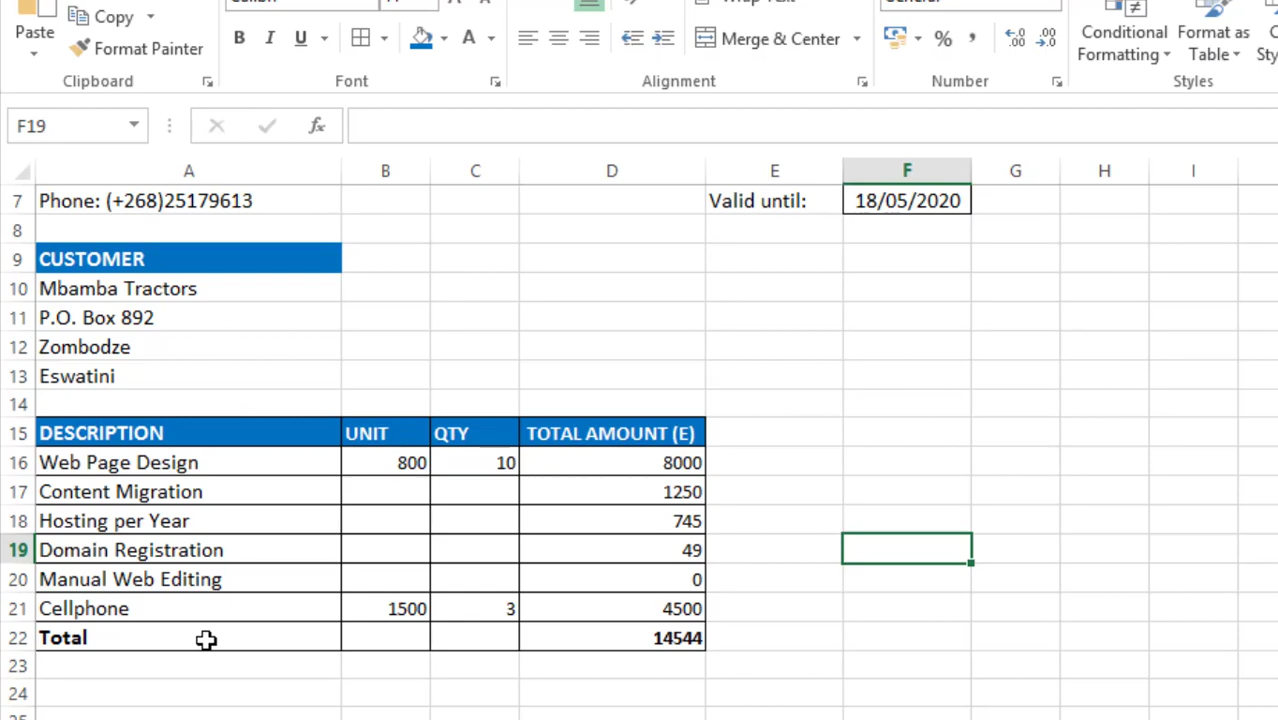 Paste
Copy
Format Painter
B I U A
Merge & Center
% ,
Conditional
Formatting
Format as
Table
Clipboard
Font
Alignment
Number
Styles
F19
fx
A B C D E F G H I
7 Phone: (+268)25179613 Valid until: 18/05/2020
8
9 CUSTOMER
10 Mbamba Tractors
11 P.O. Box 892
12 Zombodze
13 Eswatini
14
15 DESCRIPTION UNIT QTY TOTAL AMOUNT (E)
16 Web Page Design 800 10 8000
17 Content Migration 1250
18 Hosting per Year 745
19 Domain Registration 49
20 Manual Web Editing 0
21 Cellphone 1500 3 4500
22 Total 14544
23
24